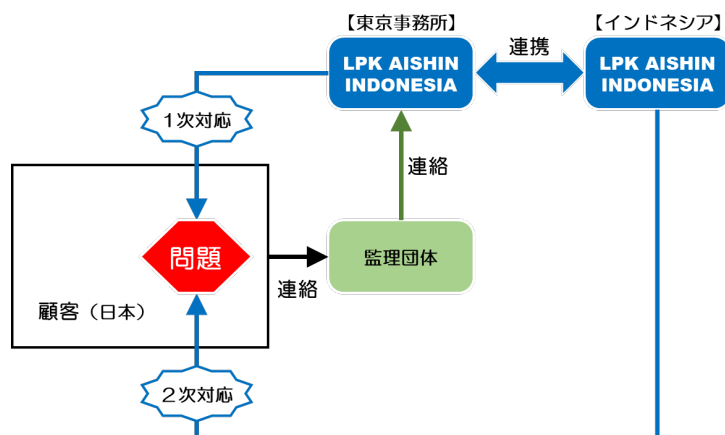 【東京事務所】
【インドネシア】
LPK AISHIN
INDONESIA
連携
LPK AISHIN
INDONESIA
1次対応
連絡
問題
監理団体
連絡
顧客（日本）
2次対応